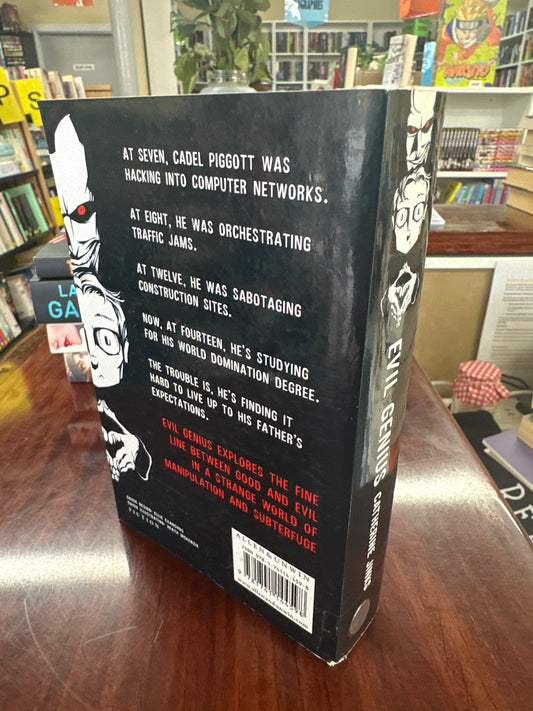 AT SEVEN, CADEL PIGGOTT WAS
HACKING INTO COMPUTER NETWORKS.
AT EIGHT, HE WAS ORCHESTRATING
TRAFFIC JAMS.
AT TWELVE, HE WAS SABOTAGING
CONSTRUCTION SITES.
NOW, AT FOURTEEN, HE'S STUDYING
FOR HIS WORLD DOMINATION DEGREE.
THE TROUBLE IS, HE'S FINDING IT
HARD TO LIVE UP TO HIS FATHER'S
EXPECTATIONS.
EVIL GENIUS EXPLORES THE FINE
LINE BETWEEN GOOD AND EVIL
IN A STRANGE WORLD OF
MANIPULATION AND SUBTERFUGE
FICTION
ALLEN&UNWIN
EVIL GENIUS CATHERINE JINKS
NARUTO
LA
GA